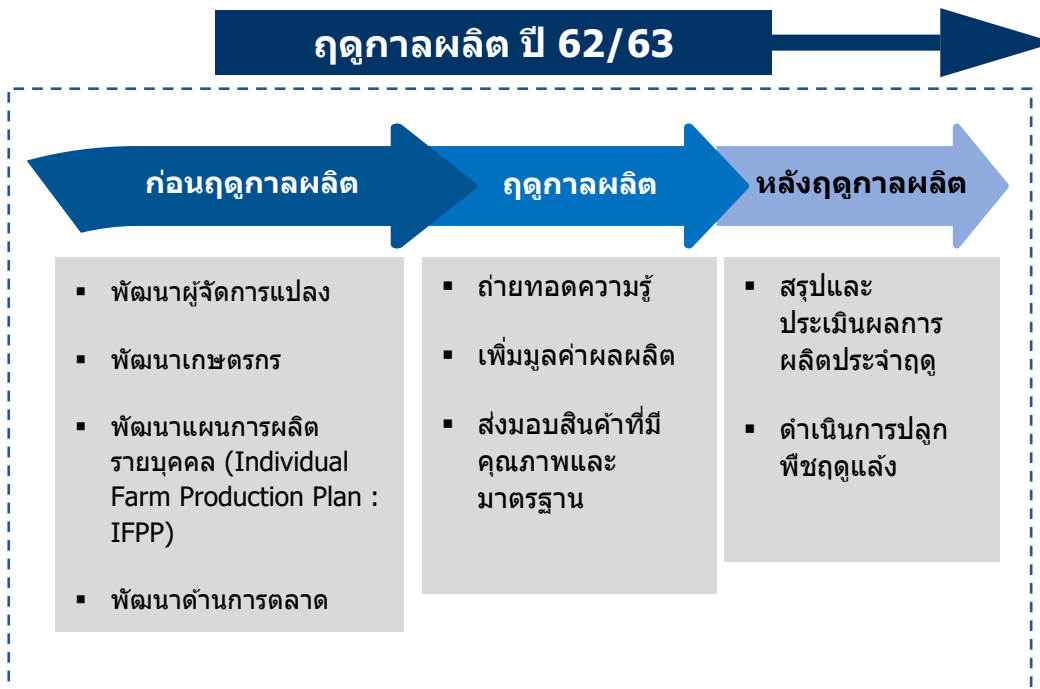 ฤดูกาลผลิต ปี 62/63
ก่อนฤดูกาลผลิต
▪ พัฒนาผู้จัดการแปลง
▪ พัฒนาเกษตรกร
▪ พัฒนาแผนการผลิต
รายบุคคล (Individual
Farm Production Plan :
IFPP)
▪ พัฒนาด้านการตลาด
ฤดูกาลผลิต
▪ ถ่ายทอดความรู้
▪ เพิ่มมูลค่าผลผลิต
▪ ส่งมอบสินค้าที่มี
คุณภาพและ
มาตรฐาน
หลังฤดูกาลผลิต
▪ สรุปและ
ประเมินผลการ
ผลิตประจำฤดู
▪ ดำเนินการปลูก
พืชฤดูแล้ง